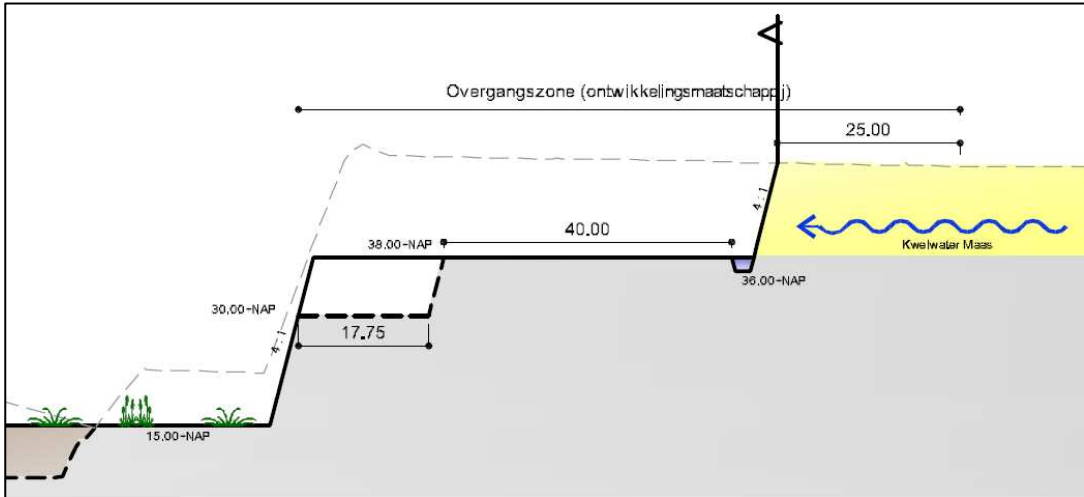 Overgangszone (ontwikkelingsmaatschappij)
25.00
4:1
40.00
38.00-NAP
Kwelwater Maas
36.00-NAP
30.00-NAP
17.75
4:1
15.00-NAP